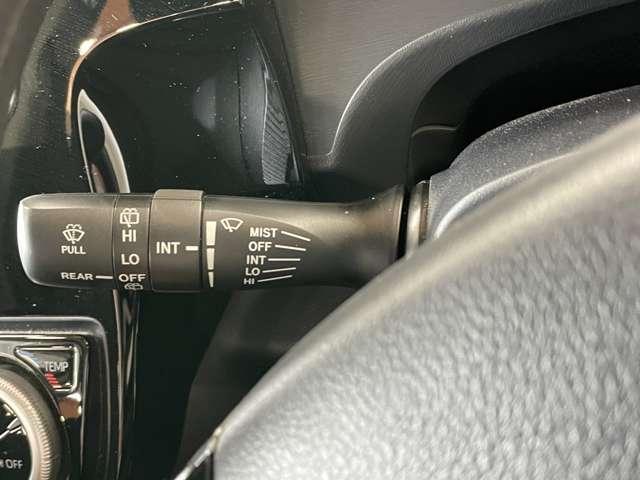 PULL
REAR
HI
LO
OFF
INT
MIST
OFF
INT
LO
HI
TEMP
OFF